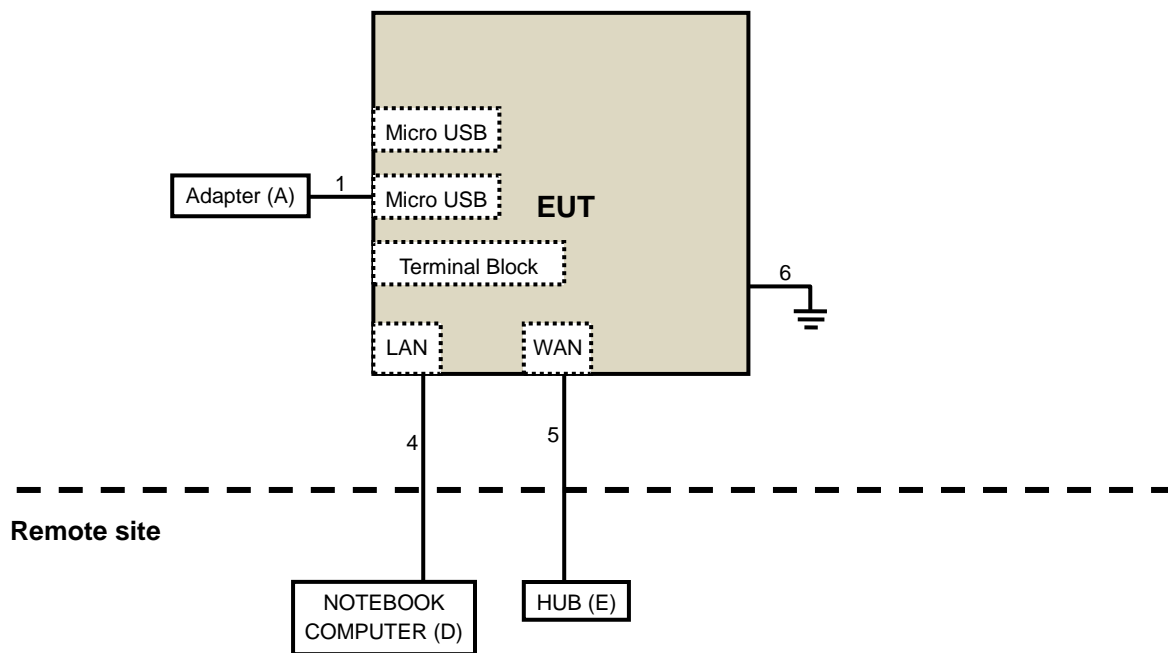 Micro USB
Adapter (A)
1
Micro USB
EUT
Terminal Block
6
LAN
WAN
4
5
Remote site
NOTEBOOK
COMPUTER (D)
HUB (E)